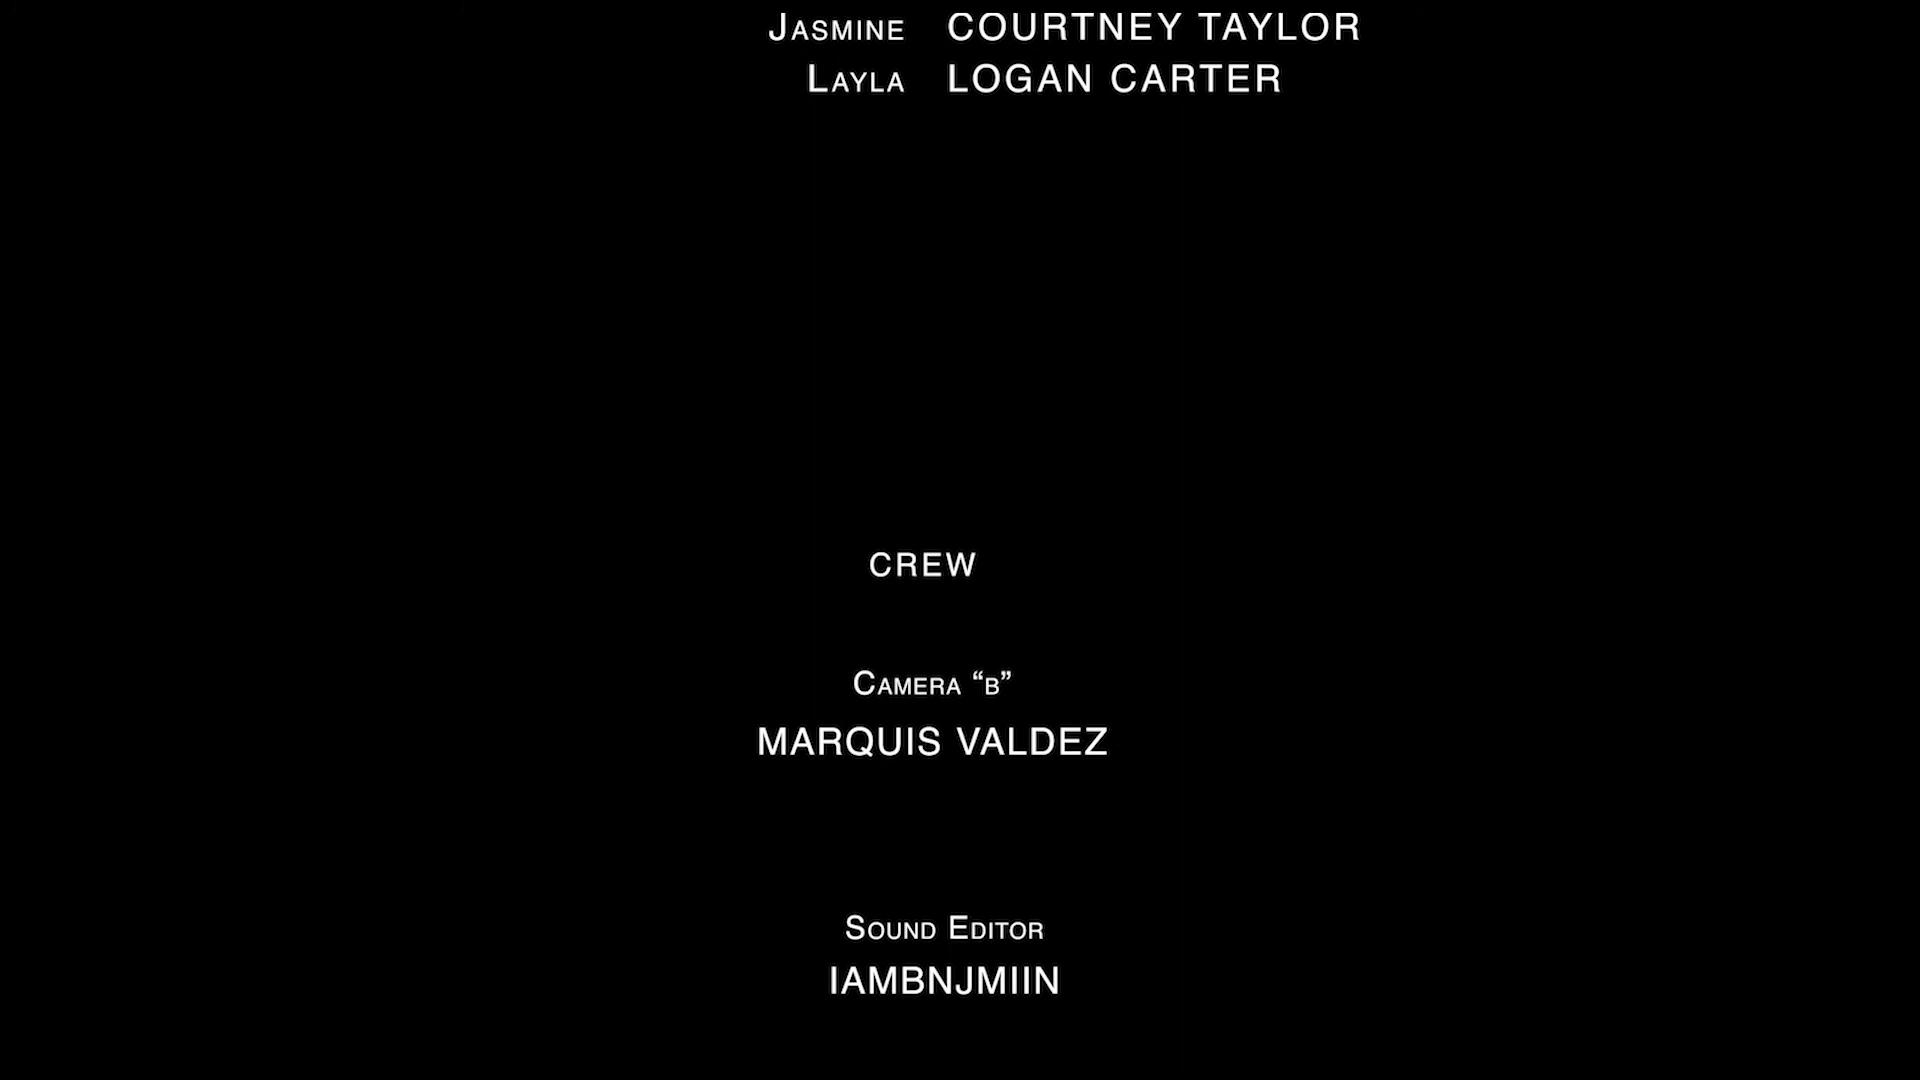 Jasmine COURTNEY TAYLOR
Layla LOGAN CARTER
CREW
Camera “b”
MARQUIS VALDEZ
Sound Editor
IAMBNJMIIN